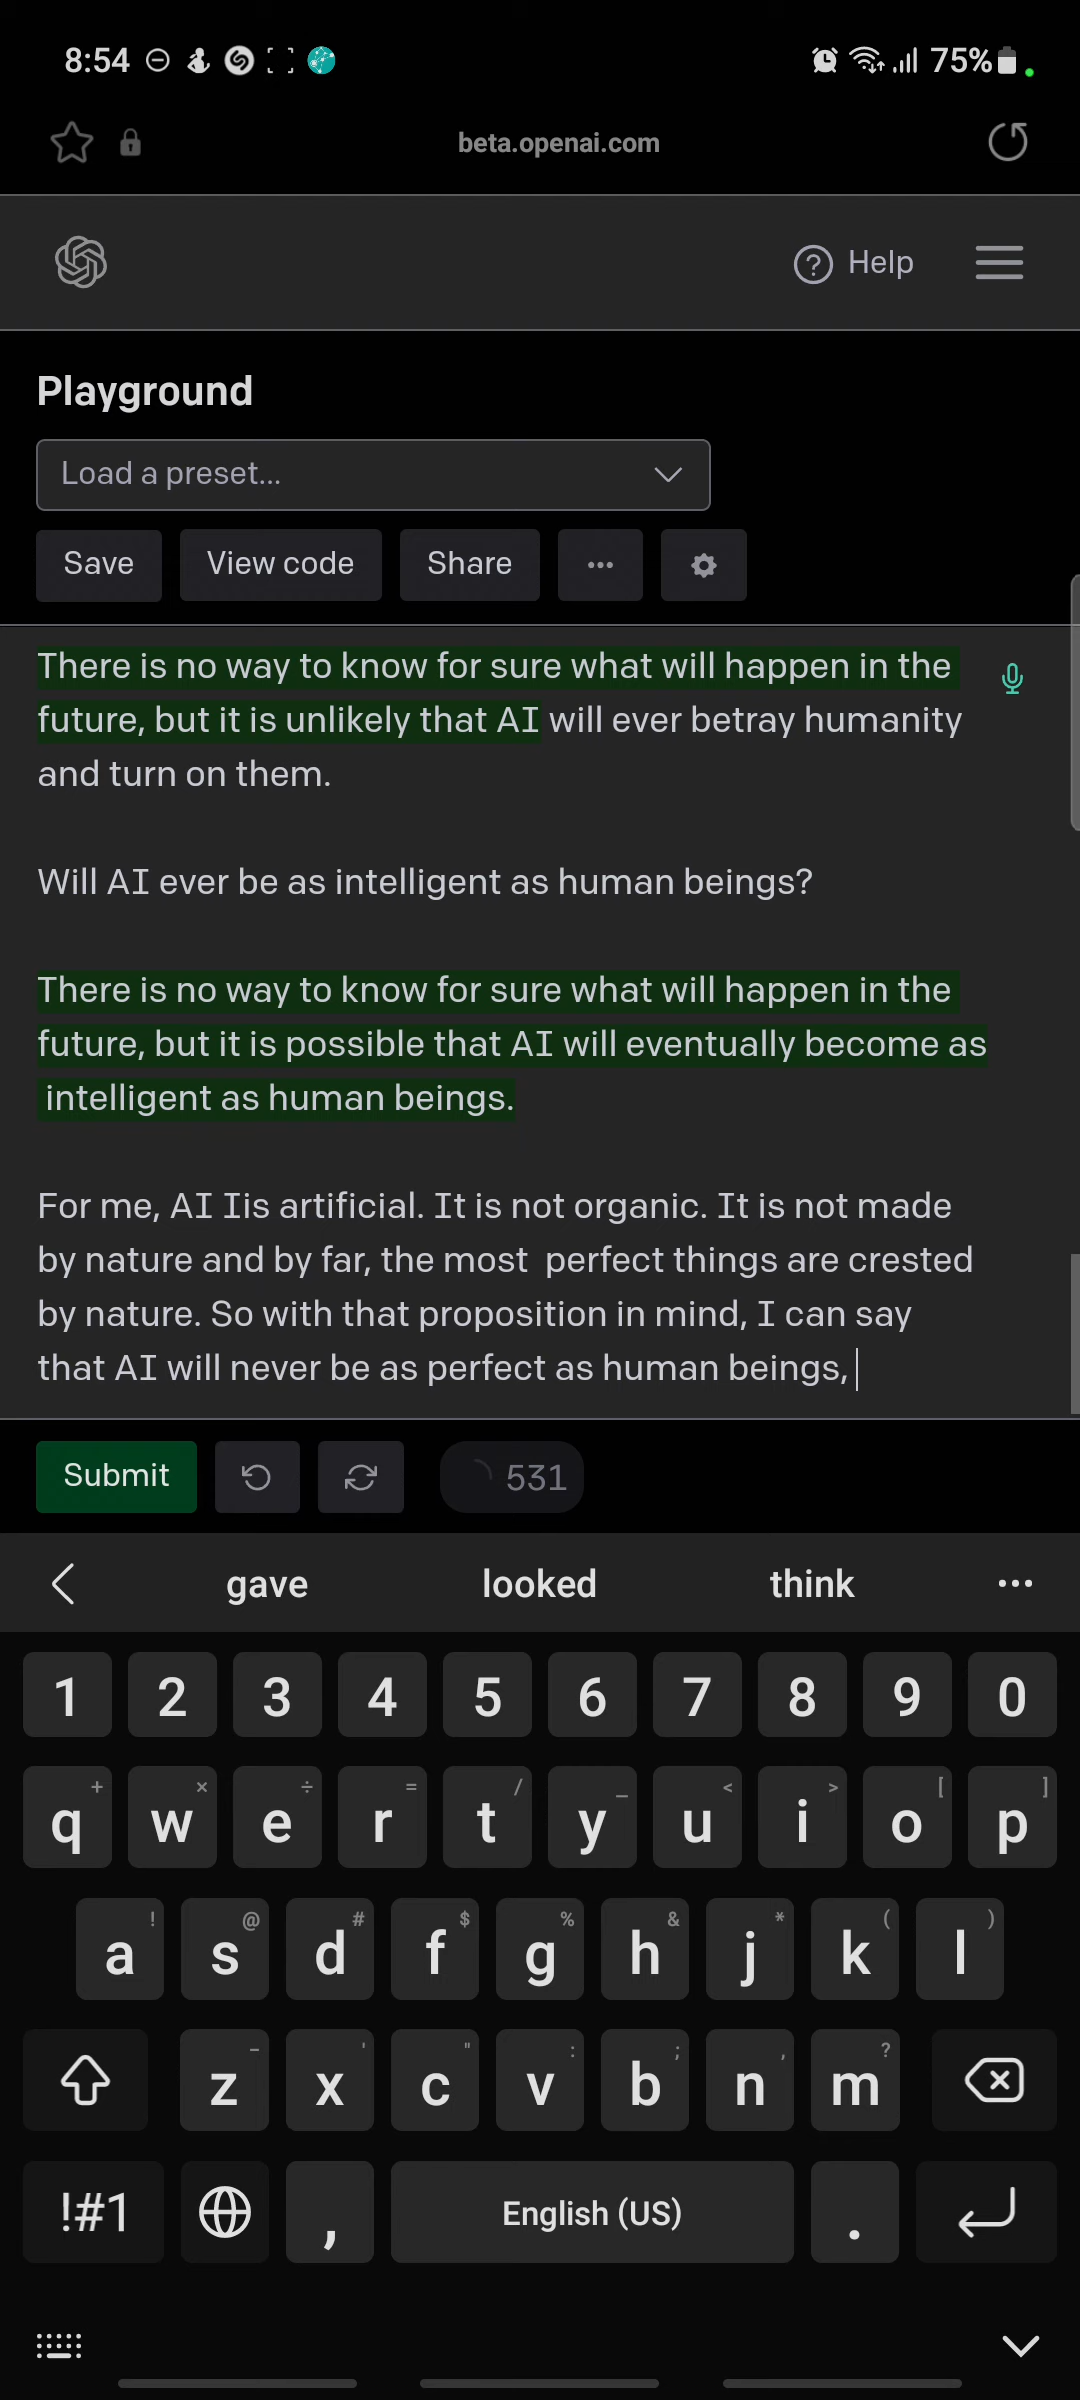 8:54
75%
beta.openai.com
Help
Playground
Load a preset...
Save
View code
Share
...
There is no way to know for sure what will happen in the
future, but it is unlikely that AI will ever betray humanity
and turn on them.
Will AI ever be as intelligent as human beings?
There is no way to know for sure what will happen in the
future, but it is possible that AI will eventually become as
intelligent as human beings.
For me, AI Iis artificial. It is not organic. It is not made
by nature and by far, the most  perfect things are crested
by nature. So with that proposition in mind, I can say
that AI will never be as perfect as human beings,
Submit
531
gave looked think ...
1 2 3 4 5 6 7 8 9 0
+ × ÷ = / _ < > [ ]
q w e r t y u i o p
! @ # $ % & * ( )
a s d f g h j k l
- ' " : ; , ?
z x c v b n m
!#1 , English (US) .